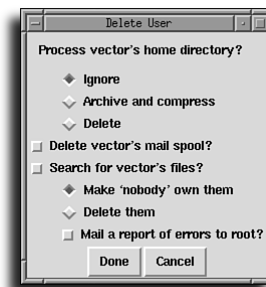 Delete User
Process vector's home directory?
Ignore
Archive and compress
Delete
Delete vector's mail spool?
Search for vector's files?
Make 'nobody' own them
Delete them
Mail a report of errors to root?
Done Cancel